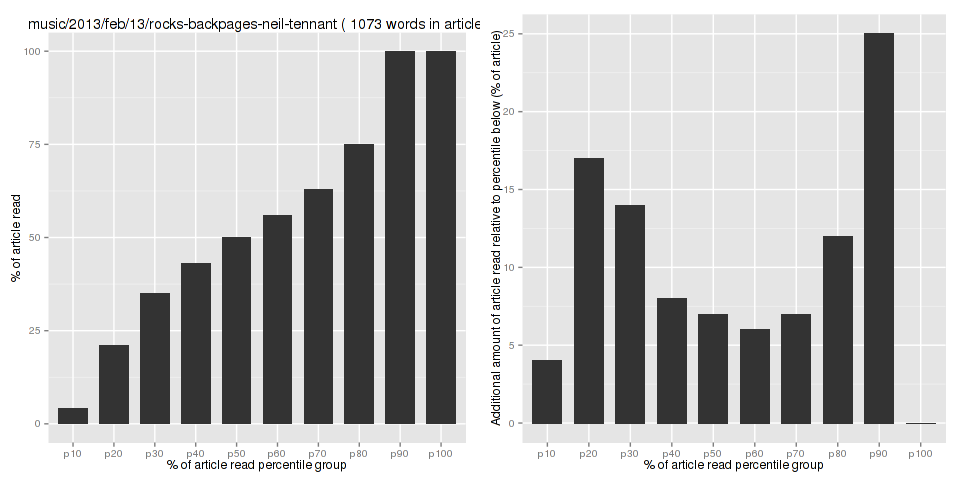 music/2013/feb/13/rocks-backpages-neil-tennant ( 1073 words in article
100
75
50
25
0
% of article read
p10 p20 p30 p40 p50 p60 p70 p80 p90 p100
% of article read percentile group
25
20
15
10
5
0
Additional amount of article read relative to percentile below (% of article)
p10 p20 p30 p40 p50 p60 p70 p80 p90 p100
% of article read percentile group